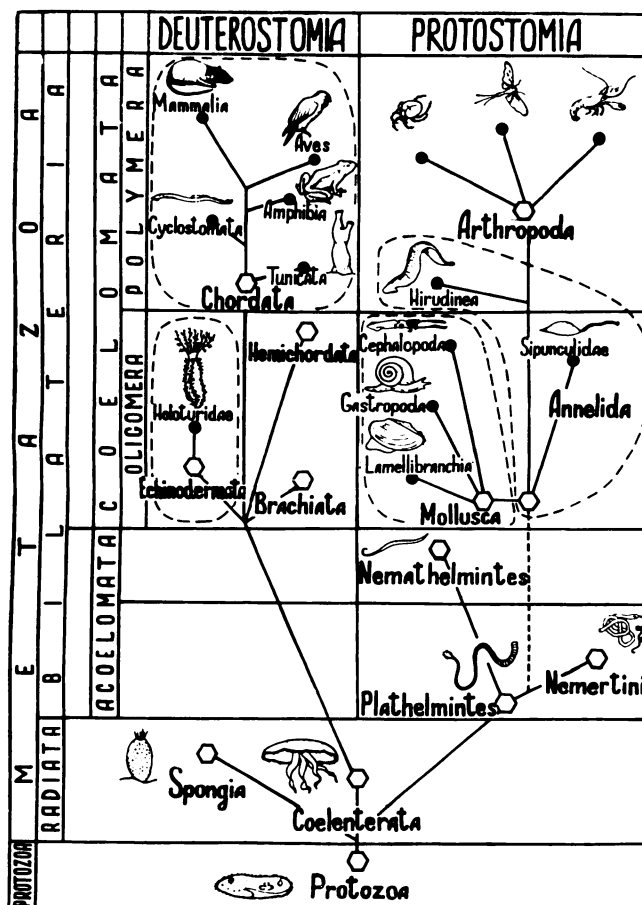 DEUTEROSTOMIA
PROTOSTOMIA
METAZOA
BILATERIA
COELOMATA
POLYMERA
Mammalia
Aves
Cyclostomata
Amphibia
Tunicata
Chordata
Arthropoda
Hirudinea
OLIGOMERA
Hemichordata
Cephalopoda
Sipunculidae
Holoturidae
Gastropoda
Annelida
Lamellibranchia
Echinodermata
Brachiata
Mollusca
ACOELOMATA
Nemathelmintes
Plathelmintes
Nemertini
RADIATA
Spongia
Coelenterata
PROTOZOA
Protozoa